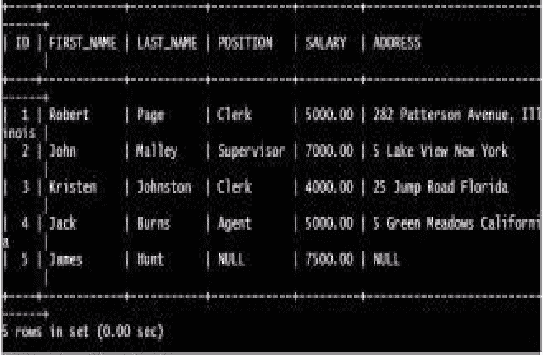 +----+------------+-----------+------------+---------+--------------------------
------+
| ID | FIRST_NAME | LAST_NAME | POSITION | SALARY | ADDRESS
|
+----+------------+-----------+------------+---------+--------------------------
------+
| 1 | Robert | Page | Clerk | 5000.00 | 282 Patterson Avenue, Ill
inois |
| 2 | John | Malley | Supervisor | 7000.00 | 5 Lake View New York
|
| 3 | Kristen | Johnston | Clerk | 4000.00 | 25 Jump Road Florida
|
| 4 | Jack | Burns | Agent | 5000.00 | 5 Green Meadows Californi
a |
| 5 | James | Hunt | NULL | 7500.00 | NULL
|
+----+------------+-----------+------------+---------+--------------------------
------+
5 rows in set (0.00 sec)